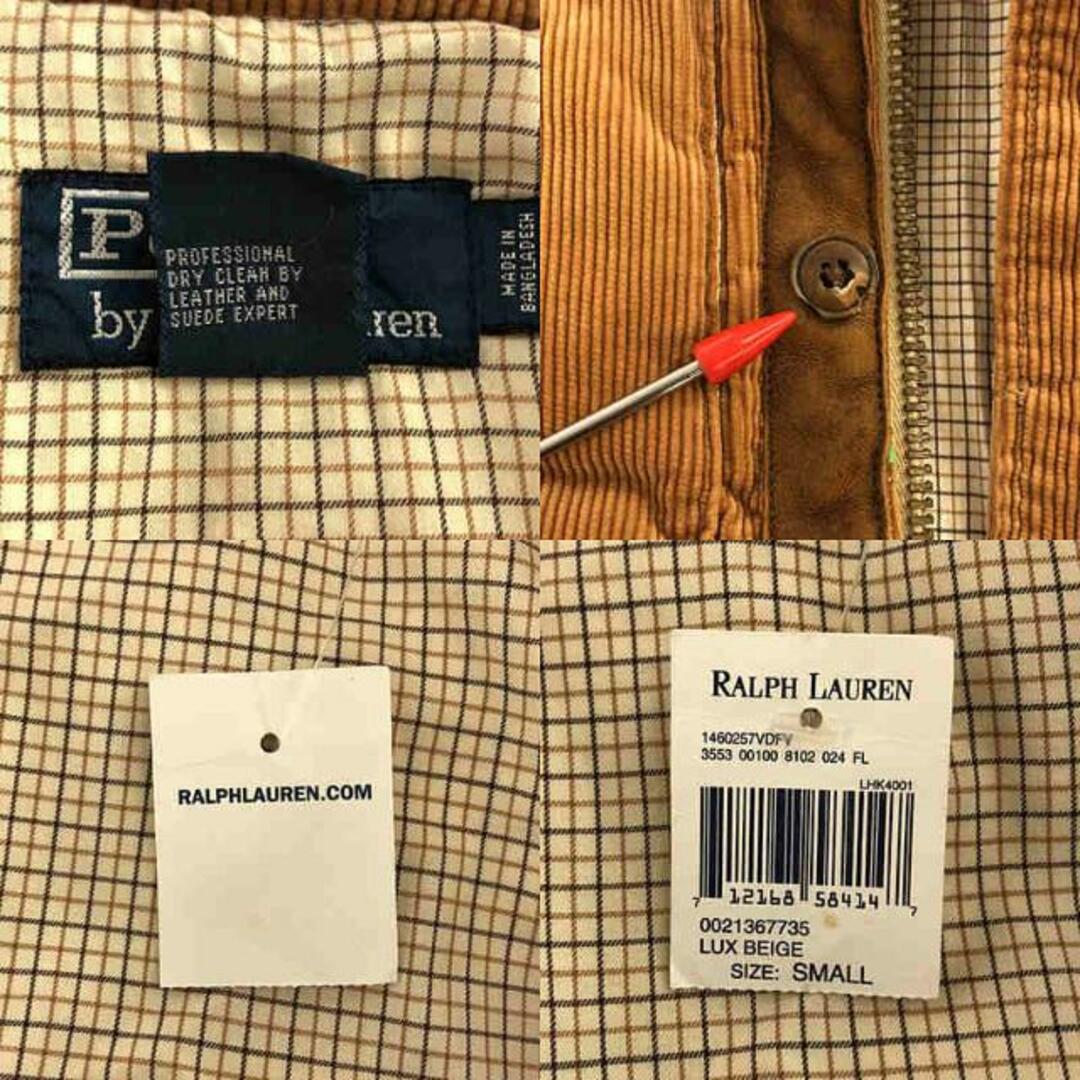 P
by
ren
PROFESSIONAL
DRY CLEAN BY
LEATHER AND
SUEDE EXPERT
MADE IN
BANGLADESH
RALPHLAUREN.COM
RALPH LAUREN
1460257VDFV
3553 00100 8102 024 FL
LHK4001
7 12168 58414 7
0021367735
LUX BEIGE
SIZE: SMALL